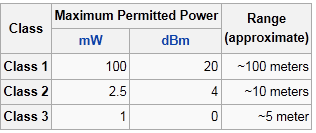 Class Maximum Permitted Power Range (approximate)
mW dBm
Class 1 100 20 ~100 meters
Class 2 2.5 4 ~10 meters
Class 3 1 0 ~5 meter